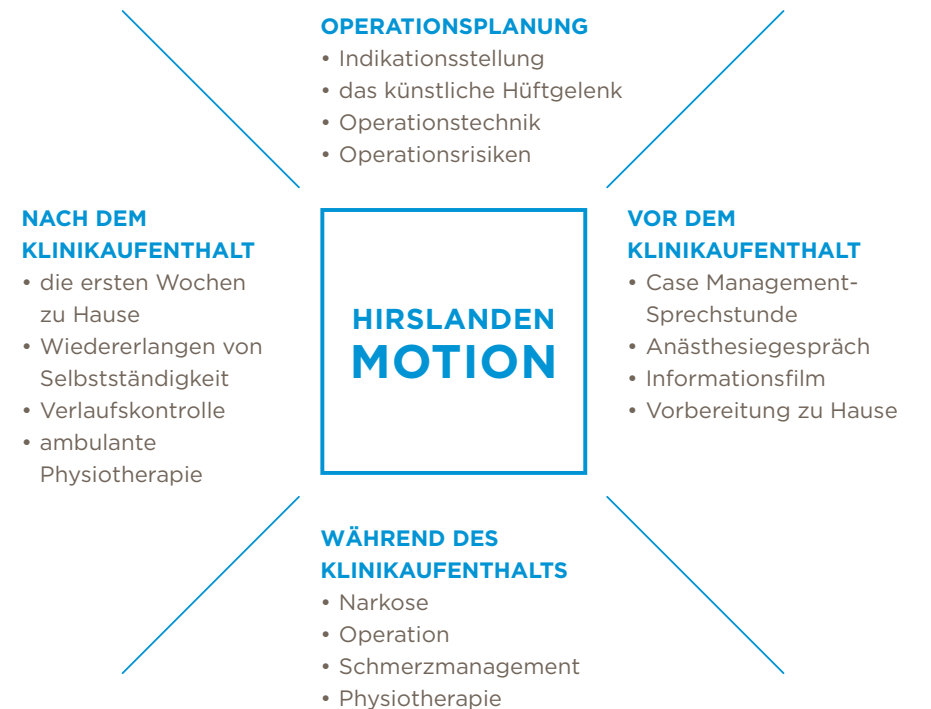 OPERATIONSPLANUNG
• Indikationsstellung
• das künstliche Hüftgelenk
• Operationstechnik
• Operationsrisiken
NACH DEM
KLINIKAUFENTHALT
• die ersten Wochen
zu Hause
• Wiedererlangen von
Selbstständigkeit
• Verlaufskontrolle
• ambulante
Physiotherapie
HIRSLANDEN
MOTION
VOR DEM
KLINIKAUFENTHALT
• Case Management-
Sprechstunde
• Anästhesiegespräch
• Informationsfilm
• Vorbereitung zu Hause
WÄHREND DES
KLINIKAUFENTHALTS
• Narkose
• Operation
• Schmerzmanagement
• Physiotherapie